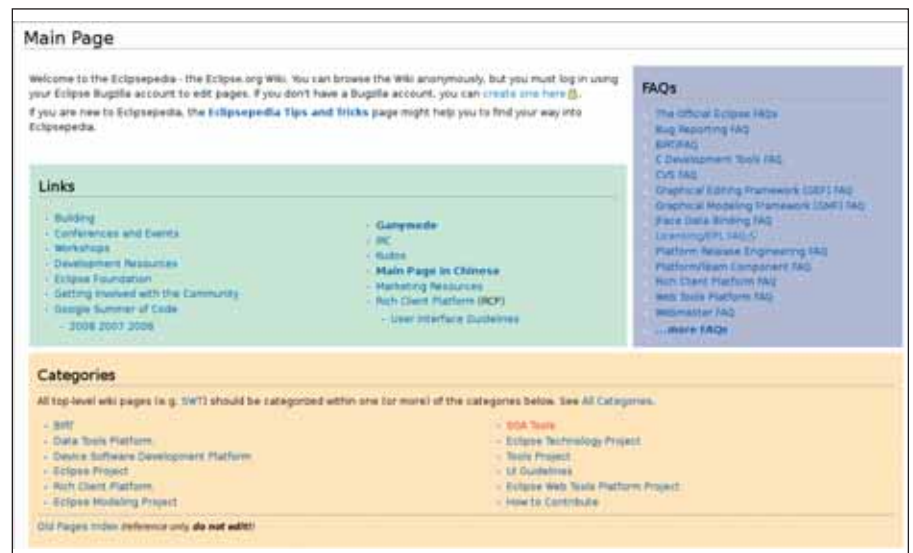 Main Page
Welcome to the Eclipsepedia - the Eclipse.org Wiki. You can browse the Wiki anonymously, but you must log in using
your Eclipse Bugzilla account to edit pages. If you don't have a Bugzilla account, you can create one here.
If you are new to Eclipsepedia, the Eclipsepedia Tips and Tricks page might help you to find your way into
Eclipsepedia.
Links
Building
Conferences and Events
Workshops
Development Resources
Eclipse Foundation
Getting Involved with the Community
Google Summer of Code
2008 2007 2006
Ganymede
IRC
Kudos
Main Page in Chinese
Marketing Resources
Rich Client Platform (RCP)
User Interface Guidelines
FAQs
The Official Eclipse FAQs
Bug Reporting FAQ
BIRT/FAQ
C Development Tools FAQ
CVS FAQ
Graphical Editing Framework (GEF) FAQ
Graphical Modeling Framework (GMF) FAQ
JFace Data Binding FAQ
Licensing/EPL FAQ/S
Platform Release Engineering FAQ
Platform/Team Component FAQ
Rich Client Platform FAQ
Web Tools Platform FAQ
Webmaster FAQ
...more FAQs
Categories
All top-level wiki pages (e.g. SWT) should be categorized within one (or more) of the categories below. See All Categories.
BIRT
Data Tools Platform
Device Software Development Platform
Eclipse Project
Rich Client Platform
Eclipse Modeling Project
SOA Tools
Eclipse Technology Project
Tools Project
UI Guidelines
Eclipse Web Tools Platform Project
How to Contribute
Old Pages Index (reference only, do not edit!)